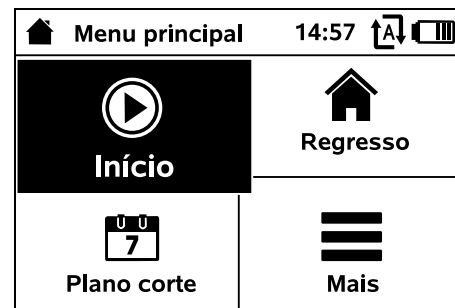 Menu principal 14:57 A
Início
Regresso
7
Plano corte
Mais